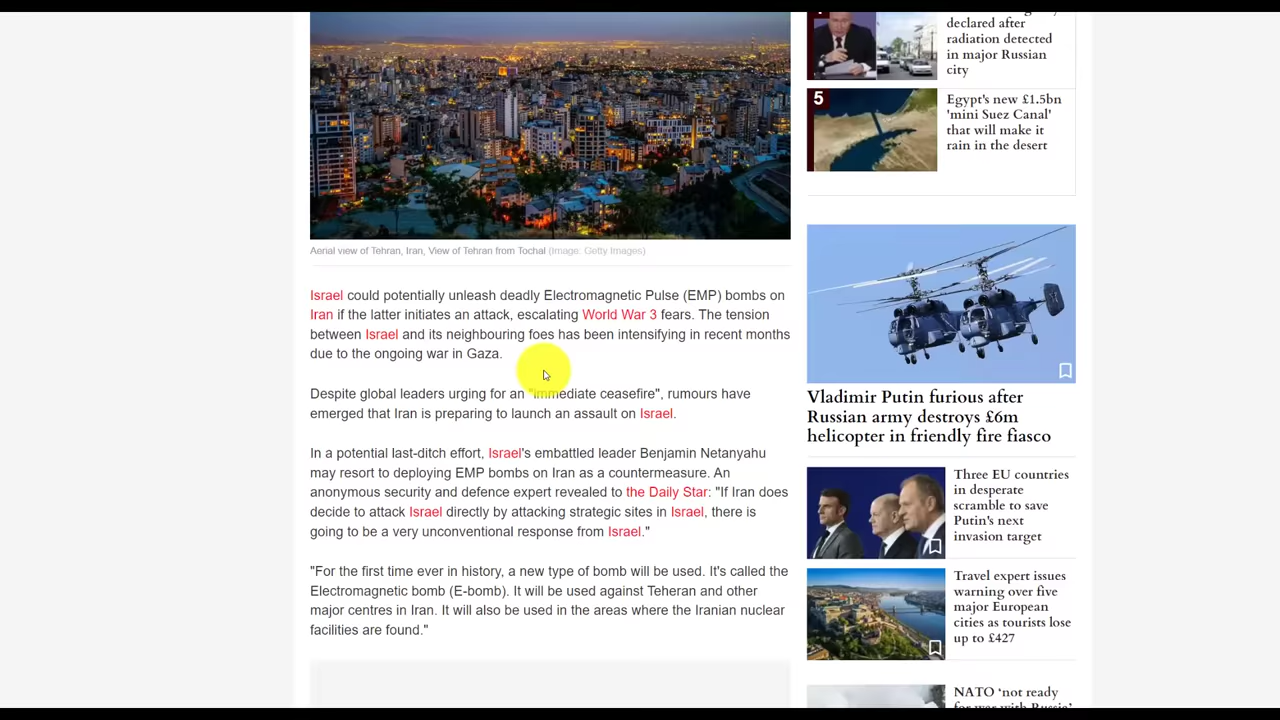 declared after
radiation detected
in major Russian
city
5
Egypt's new £1.5bn
'mini Suez Canal'
that will make it
rain in the desert
Aerial view of Tehran, Iran, View of Tehran from Tochal (Image: Getty Images)
Israel could potentially unleash deadly Electromagnetic Pulse (EMP) bombs on
Iran if the latter initiates an attack, escalating World War 3 fears. The tension
between Israel and its neighbouring foes has been intensifying in recent months
due to the ongoing war in Gaza.
Despite global leaders urging for an "immediate ceasefire", rumours have
emerged that Iran is preparing to launch an assault on Israel.
In a potential last-ditch effort, Israel's embattled leader Benjamin Netanyahu
may resort to deploying EMP bombs on Iran as a countermeasure. An
anonymous security and defence expert revealed to the Daily Star: "If Iran does
decide to attack Israel directly by attacking strategic sites in Israel, there is
going to be a very unconventional response from Israel."
"For the first time ever in history, a new type of bomb will be used. It's called the
Electromagnetic bomb (E-bomb). It will be used against Teheran and other
major centres in Iran. It will also be used in the areas where the Iranian nuclear
facilities are found."
Vladimir Putin furious after
Russian army destroys £6m
helicopter in friendly fire fiasco
Three EU countries
in desperate
scramble to save
Putin's next
invasion target
Travel expert issues
warning over five
major European
cities as tourists lose
up to £427
NATO 'not ready
for war with Russia'